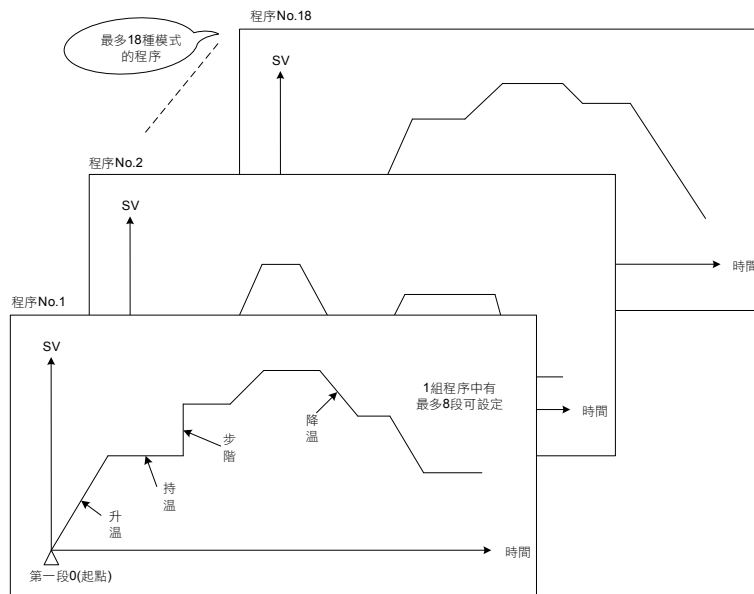 程序No.18
最多18種模式
的程序
SV
時間
程序No.2
SV
時間
程序No.1
SV
1組程序中有
最多8段可設定
降
温
步
階
持
温
升
温
時間
第一段0(起點)